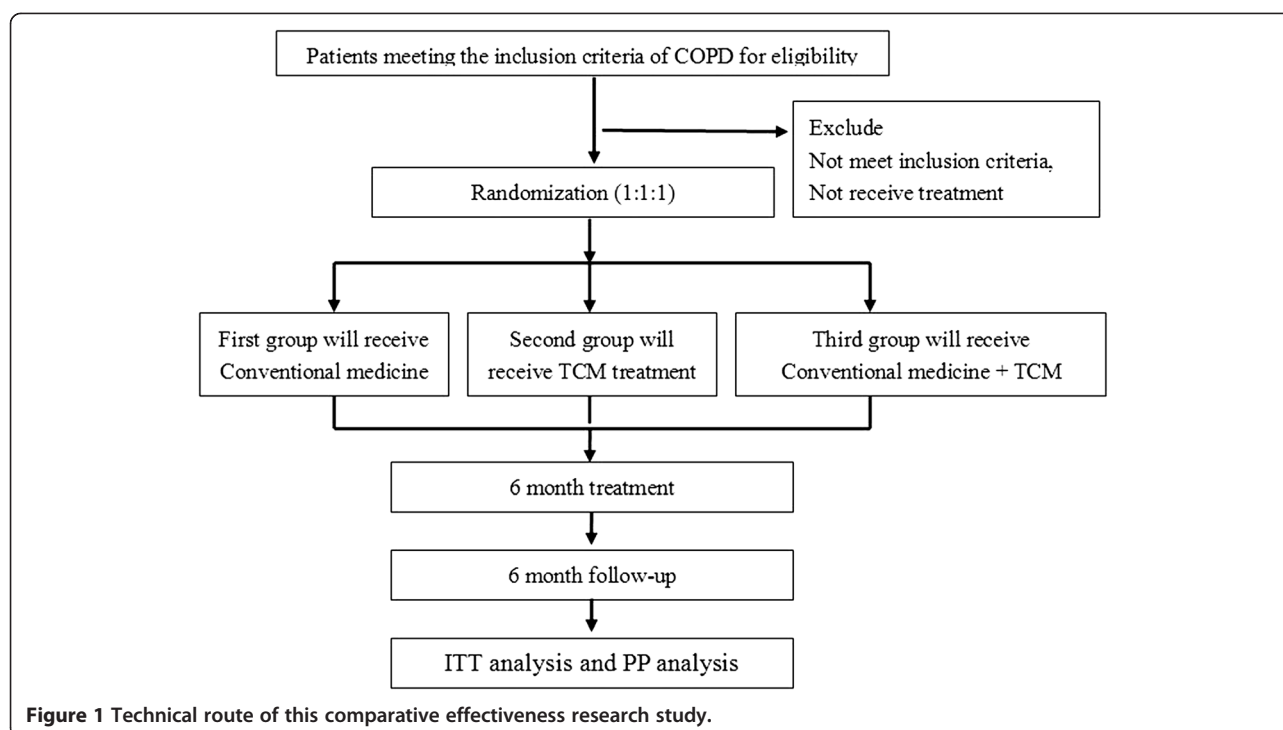 Patients meeting the inclusion criteria of COPD for eligibility
Exclude
Not meet inclusion criteria,
Not receive treatment
Randomization (1:1:1)
First group will receive
Conventional medicine
Second group will
receive TCM treatment
Third group will receive
Conventional medicine + TCM
6 month treatment
6 month follow-up
ITT analysis and PP analysis
Figure 1 Technical route of this comparative effectiveness research study.